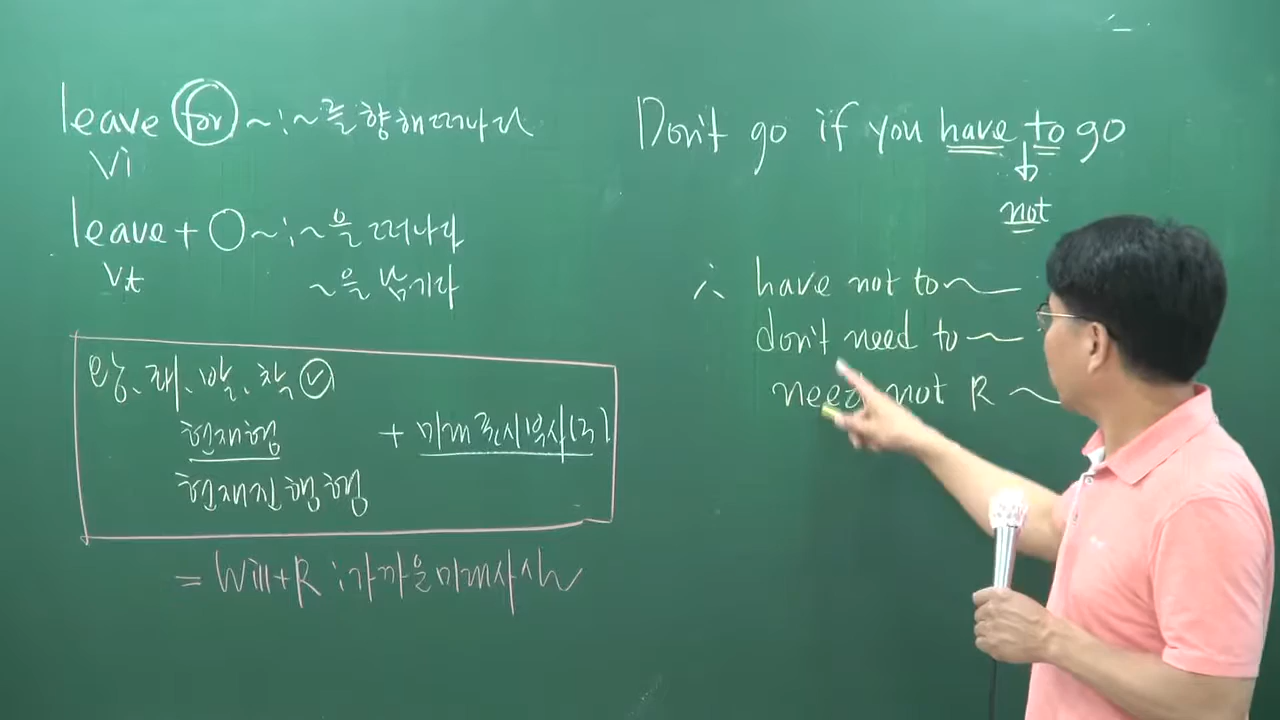 leave for ~ : ~를 향해 떠나다
Vi
leave + O ~ : ~을 떠나다
Vt
~을 남기다
왕, 래, 발, 착
현재형 + 미래표시부사(구)
현재진행형
= Will + R : 가까운미래
Don't go if you have to go
not
∴ have not to ~
don't need to ~
need not R ~